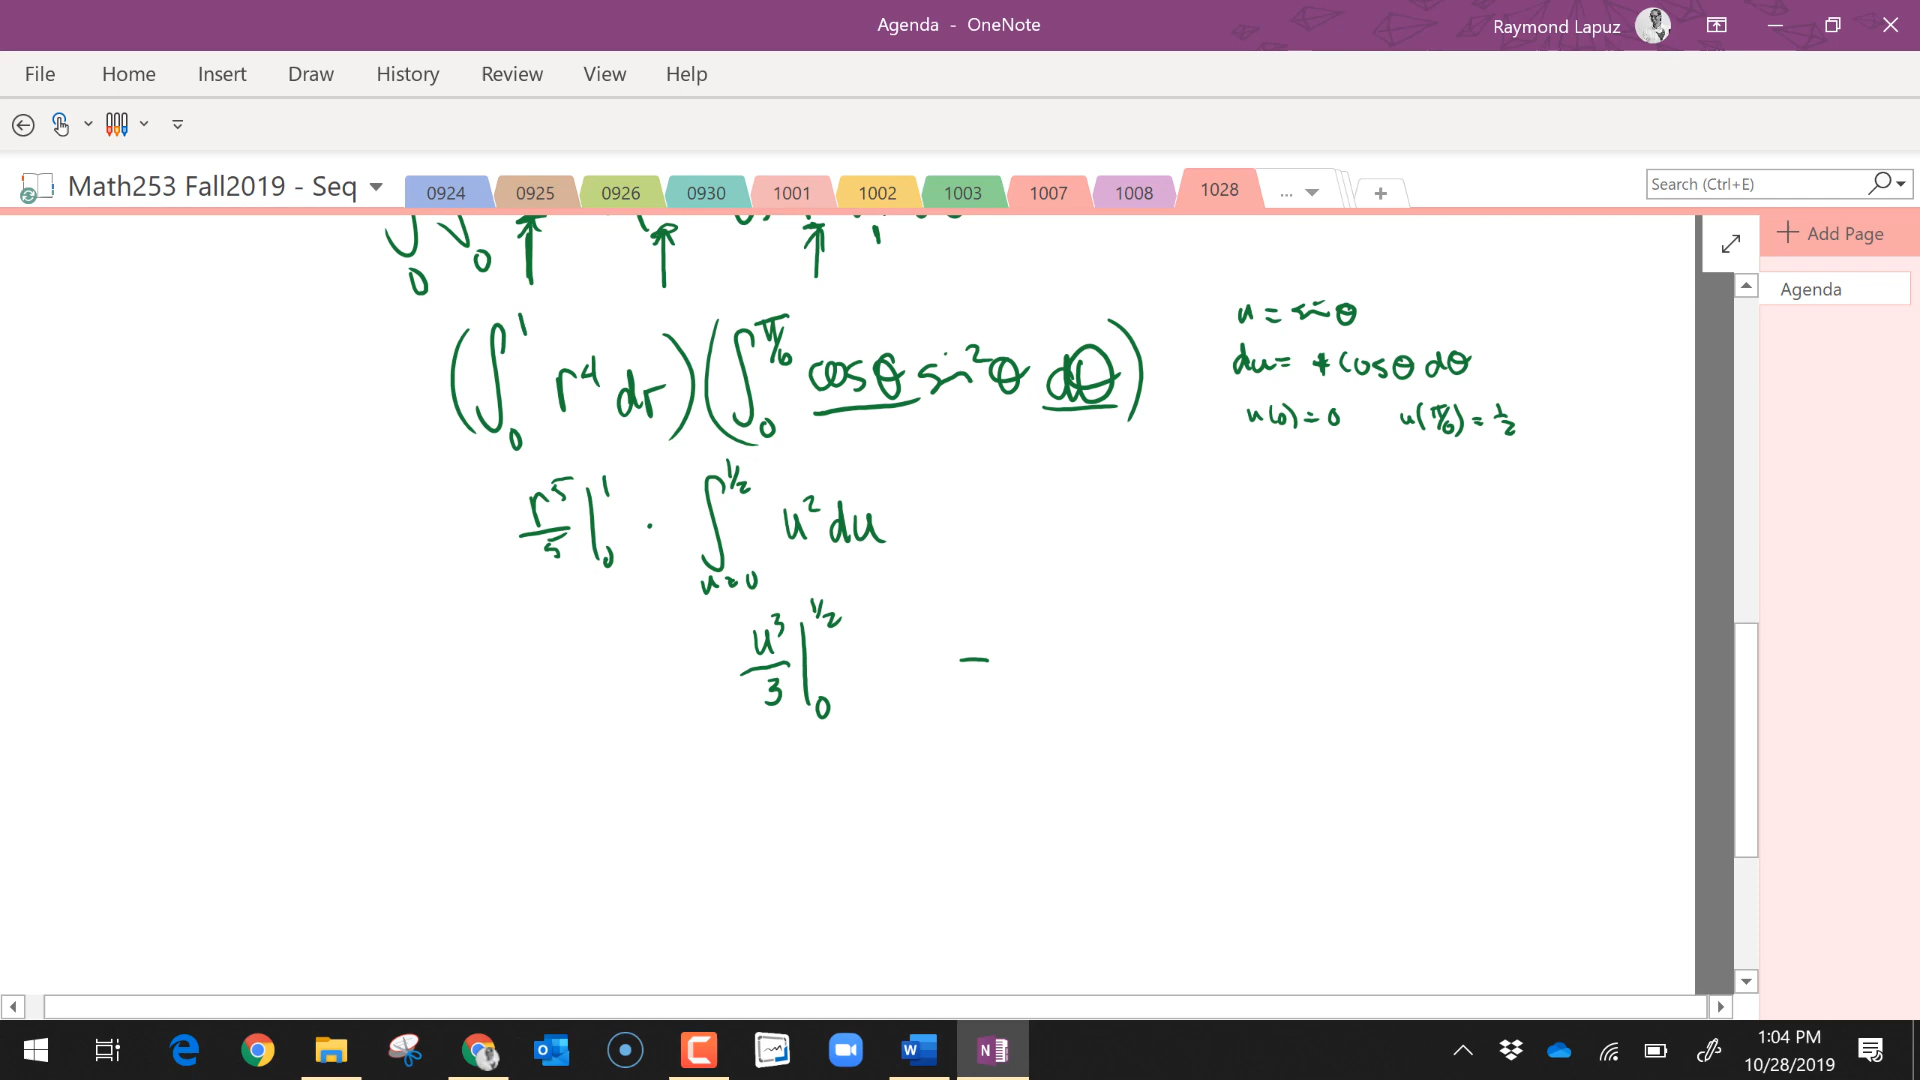 Agenda - OneNote
Raymond Lapuz
File Home Insert Draw History Review View Help
Math253 Fall2019 - Seq
0924 0925 0926 0930 1001 1002 1003 1007 1008 1028 ... +
Search (Ctrl+E)
Add Page
Agenda
0 0
(∫₀¹ r⁴ dr)(∫₀^{π/6} cosθ sin²θ dθ)
u = sin θ
du = + cosθ dθ
u(0) = 0 u(π/6) = 1/2
r⁵/5 |₀¹ · ∫_{u=0}^{1/2} u² du
u³/3 |₀^{1/2} –
1:04 PM
10/28/2019